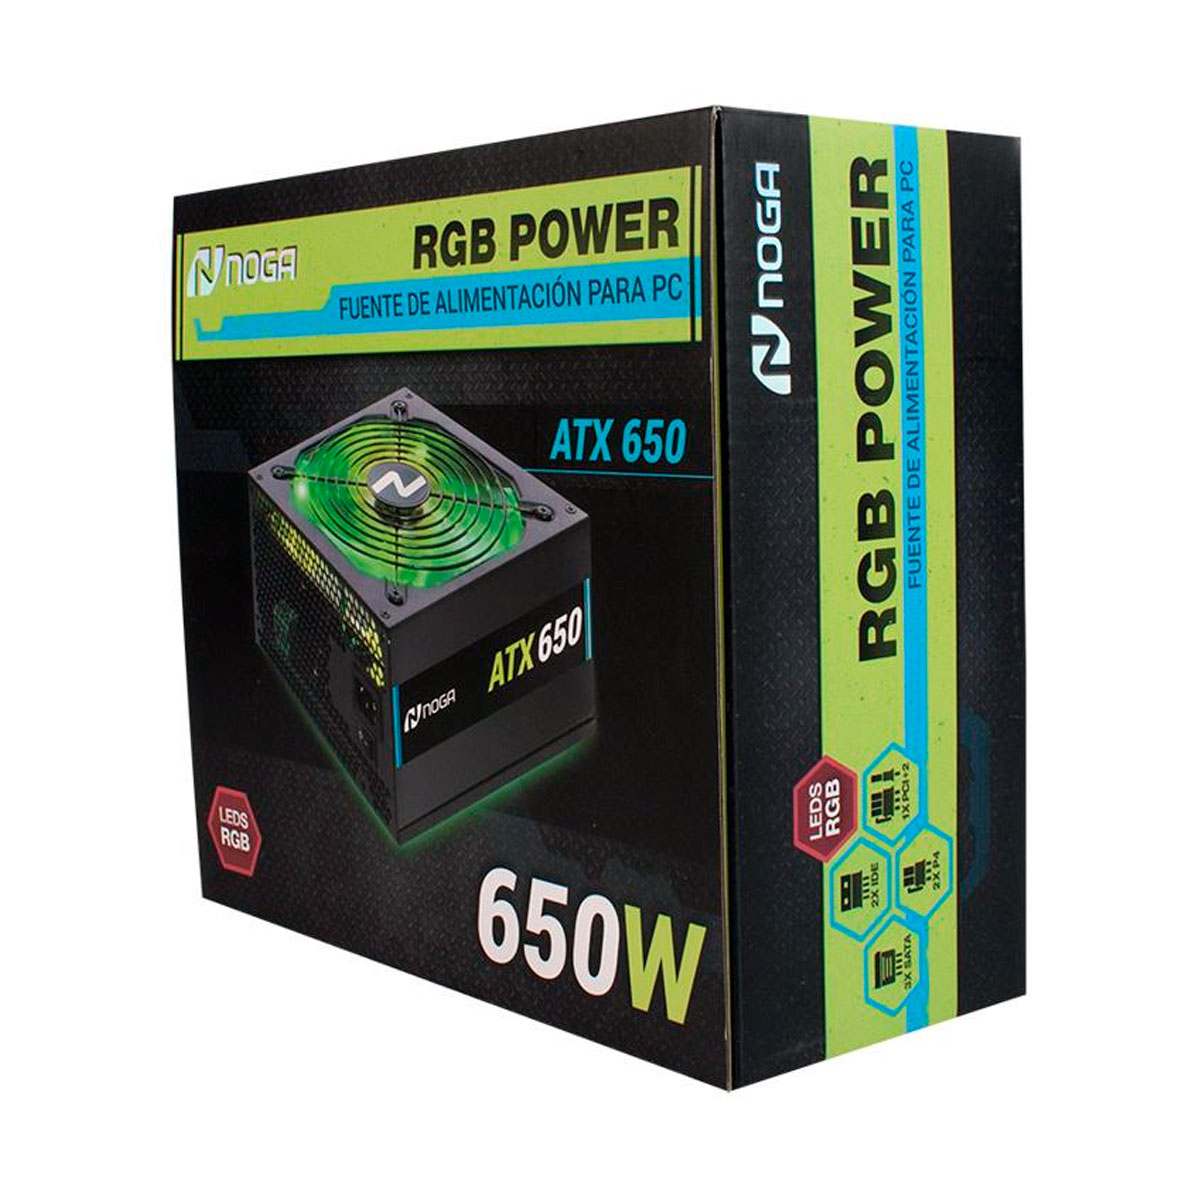 NOGA
RGB POWER
FUENTE DE ALIMENTACIÓN PARA PC
ATX 650
N
NOGA
ATX 650
LEDS
RGB
650W
NOGA
RGB POWER
FUENTE DE ALIMENTACIÓN PARA PC
LEDS
RGB
1X PCI+2
2X IDE
2X P4
3X SATA